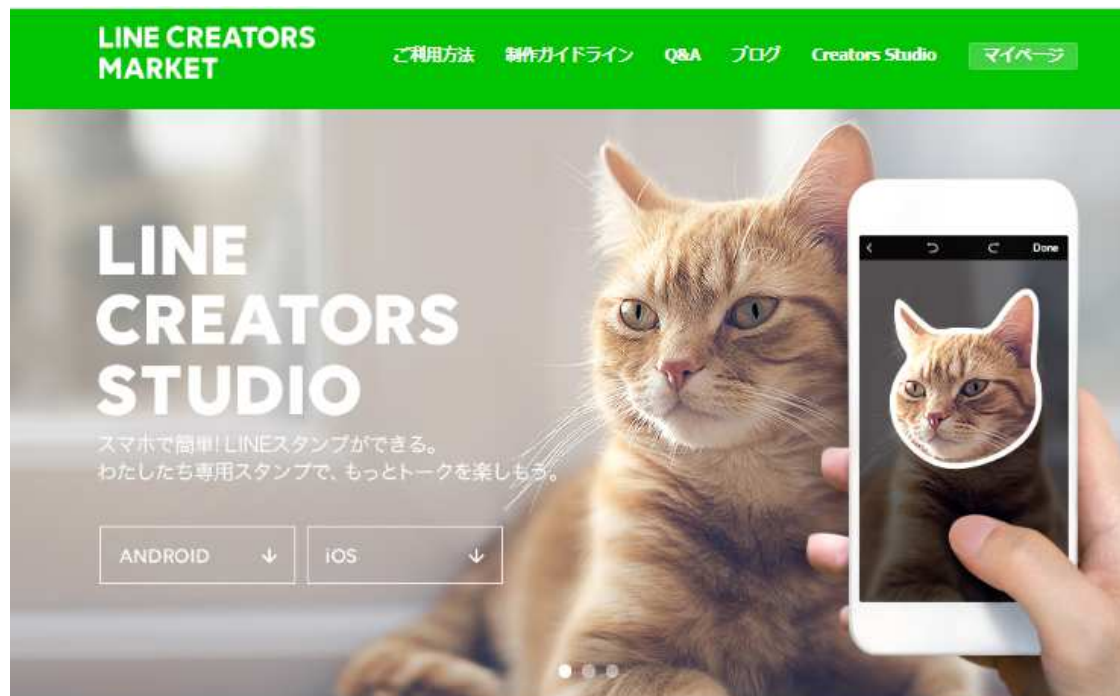 LINE CREATORS
MARKET
ご利用方法 制作ガイドライン Q&A ブログ Creators Studio マイページ
LINE
CREATORS
STUDIO
スマホで簡単! LINEスタンプができる。
わたしたち専用スタンプで、もっとトークを楽しもう。
ANDROID
iOS
Done